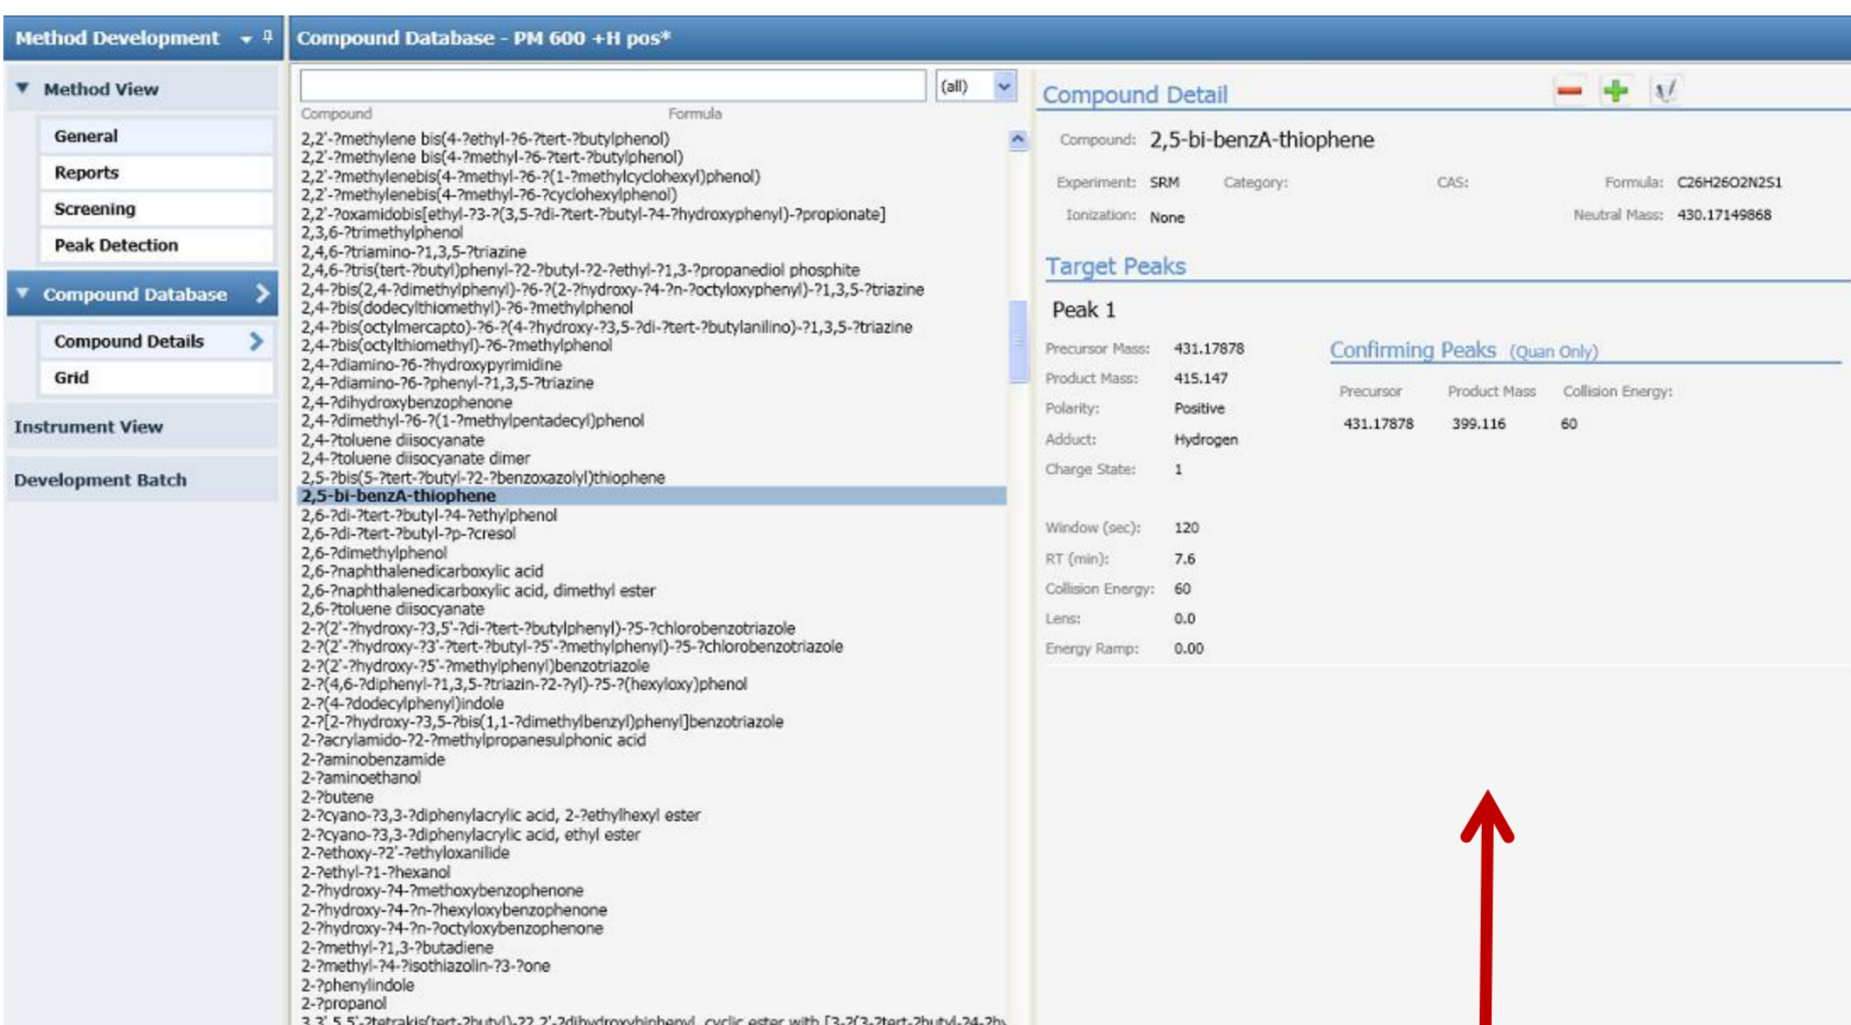 Method Development
Compound Database - PM 600 +H pos*
Method View
General
Reports
Screening
Peak Detection
Compound Database
Compound Details
Grid
Instrument View
Development Batch
(all)
Compound Formula
2,2'-?methylene bis(4-?ethyl-?6-?tert-?butylphenol)
2,2'-?methylene bis(4-?methyl-?6-?tert-?butylphenol)
2,2'-?methylenebis(4-?methyl-?6-?(1-?methylcyclohexyl)phenol)
2,2'-?methylenebis(4-?methyl-?6-?cyclohexylphenol)
2,2'-?oxamidobis[ethyl-?3-?(3,5-?di-?tert-?butyl-?4-?hydroxyphenyl)-?propionate]
2,3,6-?trimethylphenol
2,4,6-?triamino-?1,3,5-?triazine
2,4,6-?tris(tert-?butyl)phenyl-?2-?butyl-?2-?ethyl-?1,3-?propanediol phosphite
2,4-?bis(2,4-?dimethylphenyl)-?6-?(2-?hydroxy-?4-?n-?octyloxyphenyl)-?1,3,5-?triazine
2,4-?bis(dodecylthiomethyl)-?6-?methylphenol
2,4-?bis(octylmercapto)-?6-?(4-?hydroxy-?3,5-?di-?tert-?butylanilino)-?1,3,5-?triazine
2,4-?bis(octylthiomethyl)-?6-?methylphenol
2,4-?diamino-?6-?hydroxypyrimidine
2,4-?diamino-?6-?phenyl-?1,3,5-?triazine
2,4-?dihydroxybenzophenone
2,4-?dimethyl-?6-?(1-?methylpentadecyl)phenol
2,4-?toluene diisocyanate
2,4-?toluene diisocyanate dimer
2,5-?bis(5-?tert-?butyl-?2-?benzoxazolyl)thiophene
2,5-bi-benzA-thiophene
2,6-?di-?tert-?butyl-?4-?ethylphenol
2,6-?di-?tert-?butyl-?p-?cresol
2,6-?dimethylphenol
2,6-?naphthalenedicarboxylic acid
2,6-?naphthalenedicarboxylic acid, dimethyl ester
2,6-?toluene diisocyanate
2-?(2'-?hydroxy-?3,5'-?di-?tert-?butylphenyl)-?5-?chlorobenzotriazole
2-?(2'-?hydroxy-?3'-?tert-?butyl-?5'-?methylphenyl)-?5-?chlorobenzotriazole
2-?(2'-?hydroxy-?5'-?methylphenyl)benzotriazole
2-?(4,6-?diphenyl-?1,3,5-?triazin-?2-?yl)-?5-?(hexyloxy)phenol
2-?(4-?dodecylphenyl)indole
2-?[2-?hydroxy-?3,5-?bis(1,1-?dimethylbenzyl)phenyl]benzotriazole
2-?acrylamido-?2-?methylpropanesulphonic acid
2-?aminobenzamide
2-?aminoethanol
2-?butene
2-?cyano-?3,3-?diphenylacrylic acid, 2-?ethylhexyl ester
2-?cyano-?3,3-?diphenylacrylic acid, ethyl ester
2-?ethoxy-?2'-?ethyloxanilide
2-?ethyl-?1-?hexanol
2-?hydroxy-?4-?methoxybenzophenone
2-?hydroxy-?4-?n-?hexyloxybenzophenone
2-?hydroxy-?4-?n-?octyloxybenzophenone
2-?methyl-?1,3-?butadiene
2-?methyl-?4-?isothiazolin-?3-?one
2-?phenylindole
2-?propanol
3,3',5,5'-?tetrakis(tert-?butyl)-?2,2'-?dihydroxybiphenyl, cyclic ester with [3-?(3-?tert-?butyl-?4-?hy
Compound Detail
Compound: 2,5-bi-benzA-thiophene
Experiment: SRM Category: CAS: Formula: C26H26O2N2S1
Ionization: None Neutral Mass: 430.17149868
Target Peaks
Peak 1
Precursor Mass: 431.17878
Product Mass: 415.147
Polarity: Positive
Adduct: Hydrogen
Charge State: 1
Window (sec): 120
RT (min): 7.6
Collision Energy: 60
Lens: 0.0
Energy Ramp: 0.00
Confirming Peaks (Quan Only)
Precursor Product Mass Collision Energy:
431.17878 399.116 60